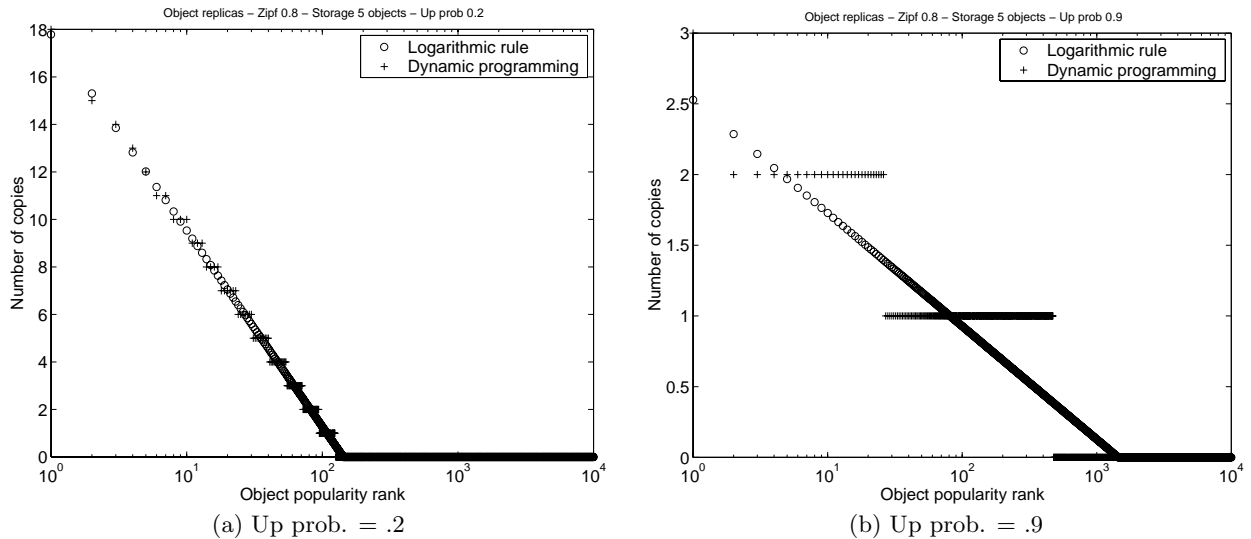 Object replicas – Zipf 0.8 – Storage 5 objects – Up prob 0.2
18
16
14
12
10
8
6
4
2
0
Number of copies
Logarithmic rule
Dynamic programming
10^0
10^1
10^2
10^3
10^4
Object popularity rank
(a) Up prob. = .2
Object replicas – Zipf 0.8 – Storage 5 objects – Up prob 0.9
3
2.5
2
1.5
1
0.5
0
Number of copies
Logarithmic rule
Dynamic programming
10^0
10^1
10^2
10^3
10^4
Object popularity rank
(b) Up prob. = .9